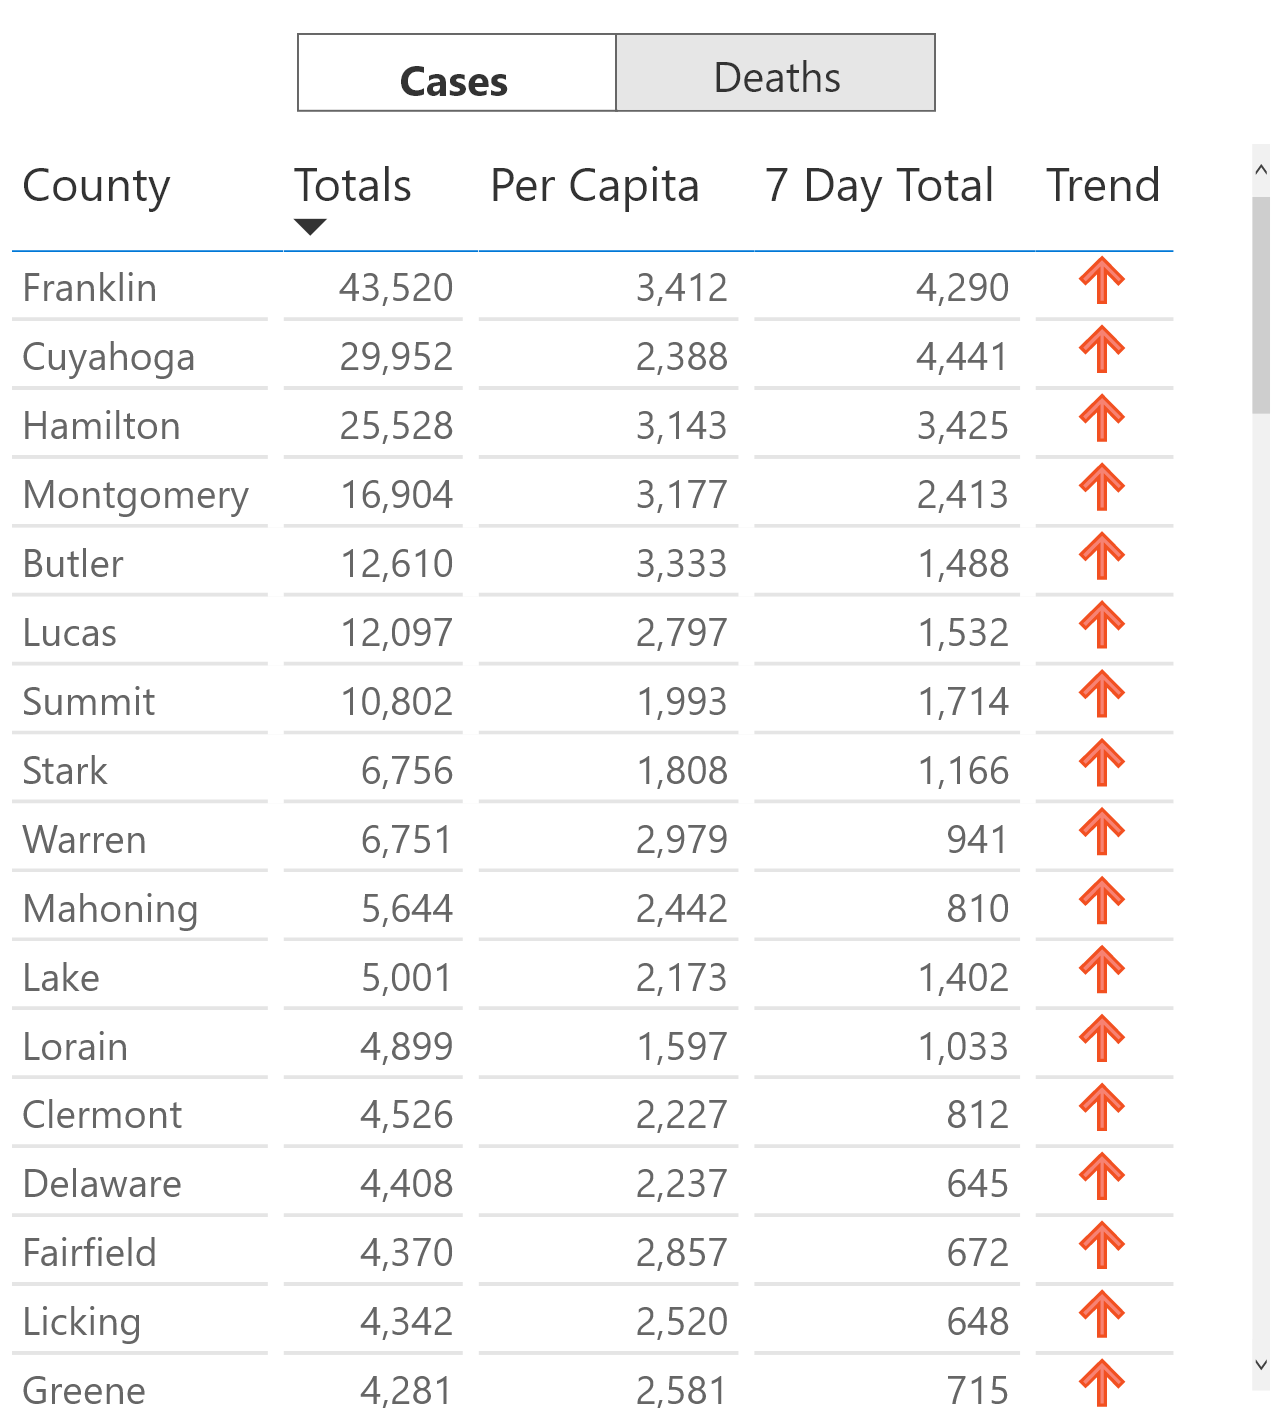 Cases Deaths
County Totals Per Capita 7 Day Total Trend
Franklin 43,520 3,412 4,290
Cuyahoga 29,952 2,388 4,441
Hamilton 25,528 3,143 3,425
Montgomery 16,904 3,177 2,413
Butler 12,610 3,333 1,488
Lucas 12,097 2,797 1,532
Summit 10,802 1,993 1,714
Stark 6,756 1,808 1,166
Warren 6,751 2,979 941
Mahoning 5,644 2,442 810
Lake 5,001 2,173 1,402
Lorain 4,899 1,597 1,033
Clermont 4,526 2,227 812
Delaware 4,408 2,237 645
Fairfield 4,370 2,857 672
Licking 4,342 2,520 648
Greene 4,281 2,581 715